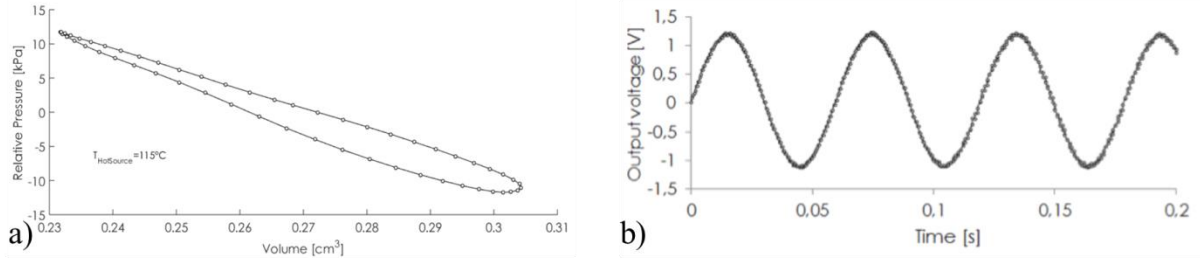 15
10
5
0
-5
-10
-15
0.23 0.24 0.25 0.26 0.27 0.28 0.29 0.3 0.31
Relative Pressure [kPa]
T_HotSource=115°C
Volume [cm³]
a)
1,5
1
0,5
0
-0,5
-1
-1,5
0 0,05 0,1 0,15 0,2
Output voltage [V]
Time [s]
b)